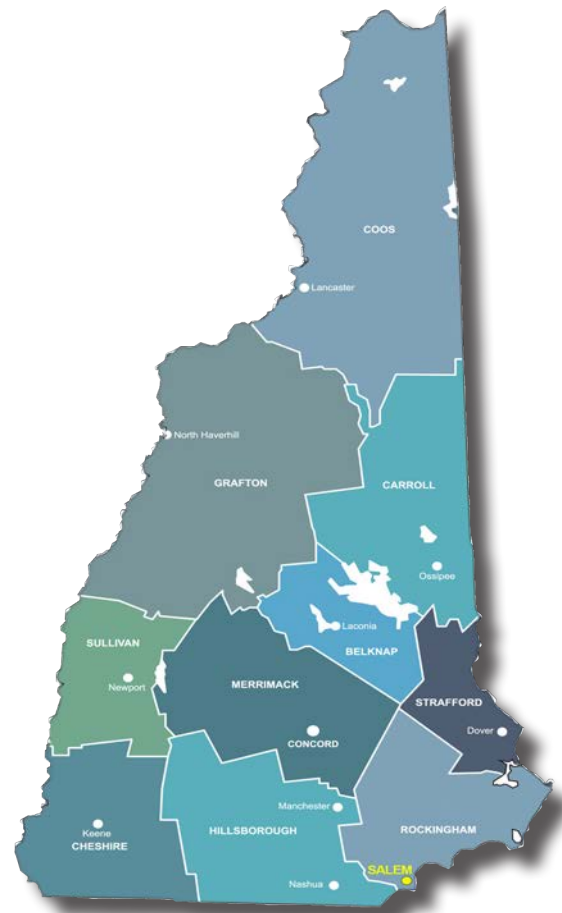 COOS
Lancaster
North Haverhill
GRAFTON
CARROLL
Ossipee
Laconia
SULLIVAN
BELKNAP
Newport
MERRIMACK
STRAFFORD
Dover
CONCORD
Manchester
Keene
HILLSBOROUGH
ROCKINGHAM
CHESHIRE
SALEM
Nashua